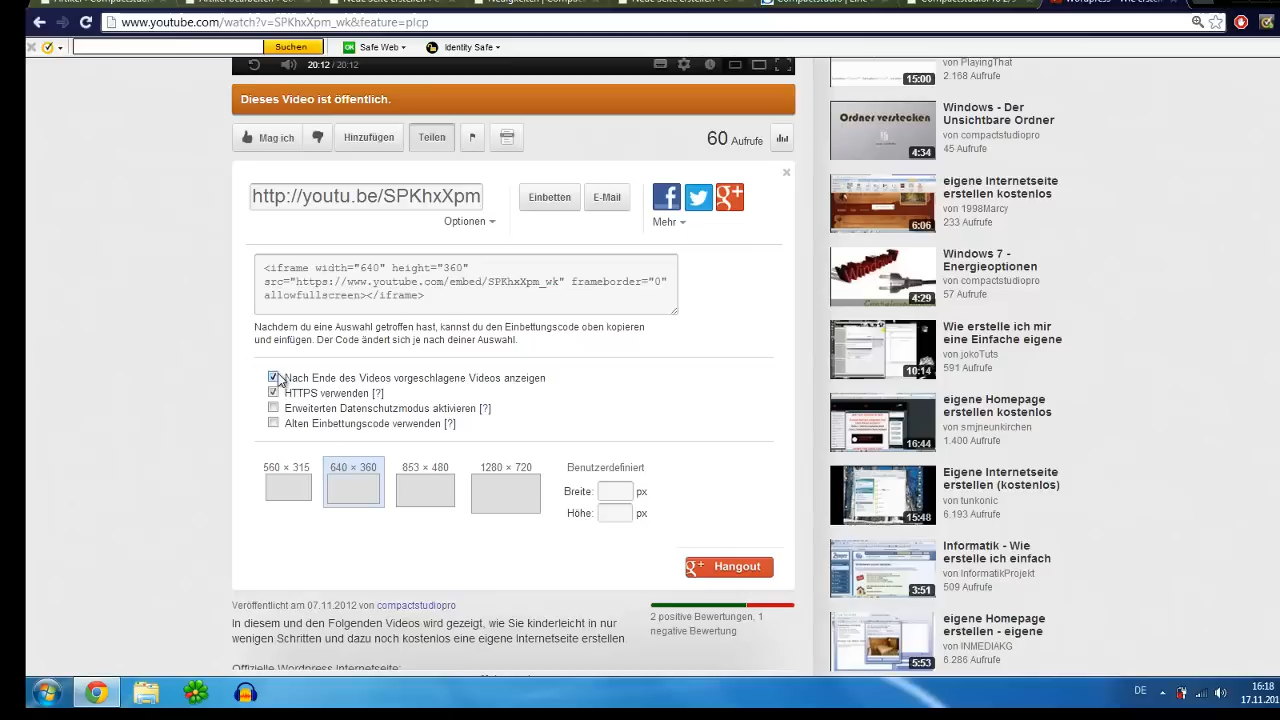 www.youtube.com/watch?v=SPKhxXpm_wk&feature=plcp
Suchen
OK Safe Web
Identity Safe
20:12 / 20:12
Dieses Video ist öffentlich.
Mag ich
Hinzufügen
Teilen
60 Aufrufe
http://youtu.be/SPKhxXpm
Einbetten
E-Mail
Optionen
Mehr
<iframe width="640" height="360"
src="https://www.youtube.com/embed/SPKhxXpm_wk" frameborder="0"
allowfullscreen></iframe>
Nachdem du eine Auswahl getroffen hast, kannst du den Einbettungscode oben kopieren
und einfügen. Der Code ändert sich je nach deiner Auswahl.
Nach Ende des Videos vorgeschlagene Videos anzeigen
HTTPS verwenden [?]
Erweiterten Datenschutzmodus aktivieren [?]
Alten Einbettungscode verwenden [?]
560 × 315
640 × 360
853 × 480
1280 × 720
Benutzerdefiniert
Breite: px
Höhe: px
Hangout
Veröffentlicht am 07.11.2012 von compactstudiopro
2 positive Bewertungen, 1
negative Bewertung
In diesem und den Folgenden Videos wird gezeigt, wie Sie kinderleicht in nur
wenigen Schritten und dazu noch kostenlos eine eigene Internetseite erstellen.
Offizielle Wordpress Internetseite:
von PlayingThat
2.168 Aufrufe
15:00
Ordner verstecken
4:34
Windows - Der
Unsichtbare Ordner
von compactstudiopro
45 Aufrufe
6:06
eigene Internetseite
erstellen kostenlos
von 1998Marcy
233 Aufrufe
4:29
Windows 7 -
Energieoptionen
von compactstudiopro
57 Aufrufe
10:14
Wie erstelle ich mir
eine Einfache eigene
von jokoTuts
591 Aufrufe
16:44
eigene Homepage
erstellen kostenlos
von smjneunkirchen
1.400 Aufrufe
15:48
Eigene Internetseite
erstellen (kostenlos)
von tunkonic
6.193 Aufrufe
3:51
Informatik - Wie
erstelle ich einfach
von InformatikProjekt
509 Aufrufe
5:53
eigene Homepage
erstellen - eigene
von INMEDIAKG
6.286 Aufrufe
DE
16:18
17.11.201